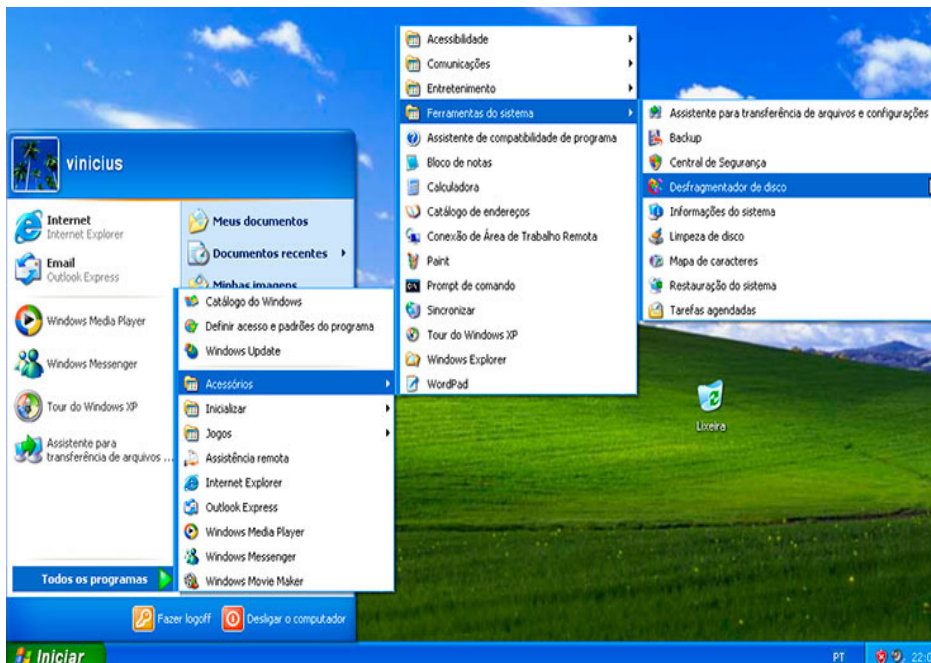 vinicius
Internet
Internet Explorer
Email
Outlook Express
Windows Media Player
Windows Messenger
Tour do Windows XP
Assistente para
transferência de arquivos ...
Todos os programas
Meus documentos
Documentos recentes
Minhas imagens
Catálogo do Windows
Definir acesso e padrões do programa
Windows Update
Acessórios
Inicializar
Jogos
Assistência remota
Internet Explorer
Outlook Express
Windows Media Player
Windows Messenger
Windows Movie Maker
Acessibilidade
Comunicações
Entretenimento
Ferramentas do sistema
Assistente de compatibilidade de programa
Bloco de notas
Calculadora
Catálogo de endereços
Conexão de Área de Trabalho Remota
Paint
Prompt de comando
Sincronizar
Tour do Windows XP
Windows Explorer
WordPad
Assistente para transferência de arquivos e configurações
Backup
Central de Segurança
Desfragmentador de disco
Informações do sistema
Limpeza de disco
Mapa de caracteres
Restauração do sistema
Tarefas agendadas
Lixeira
Fazer logoff
Desligar o computador
Iniciar
PT